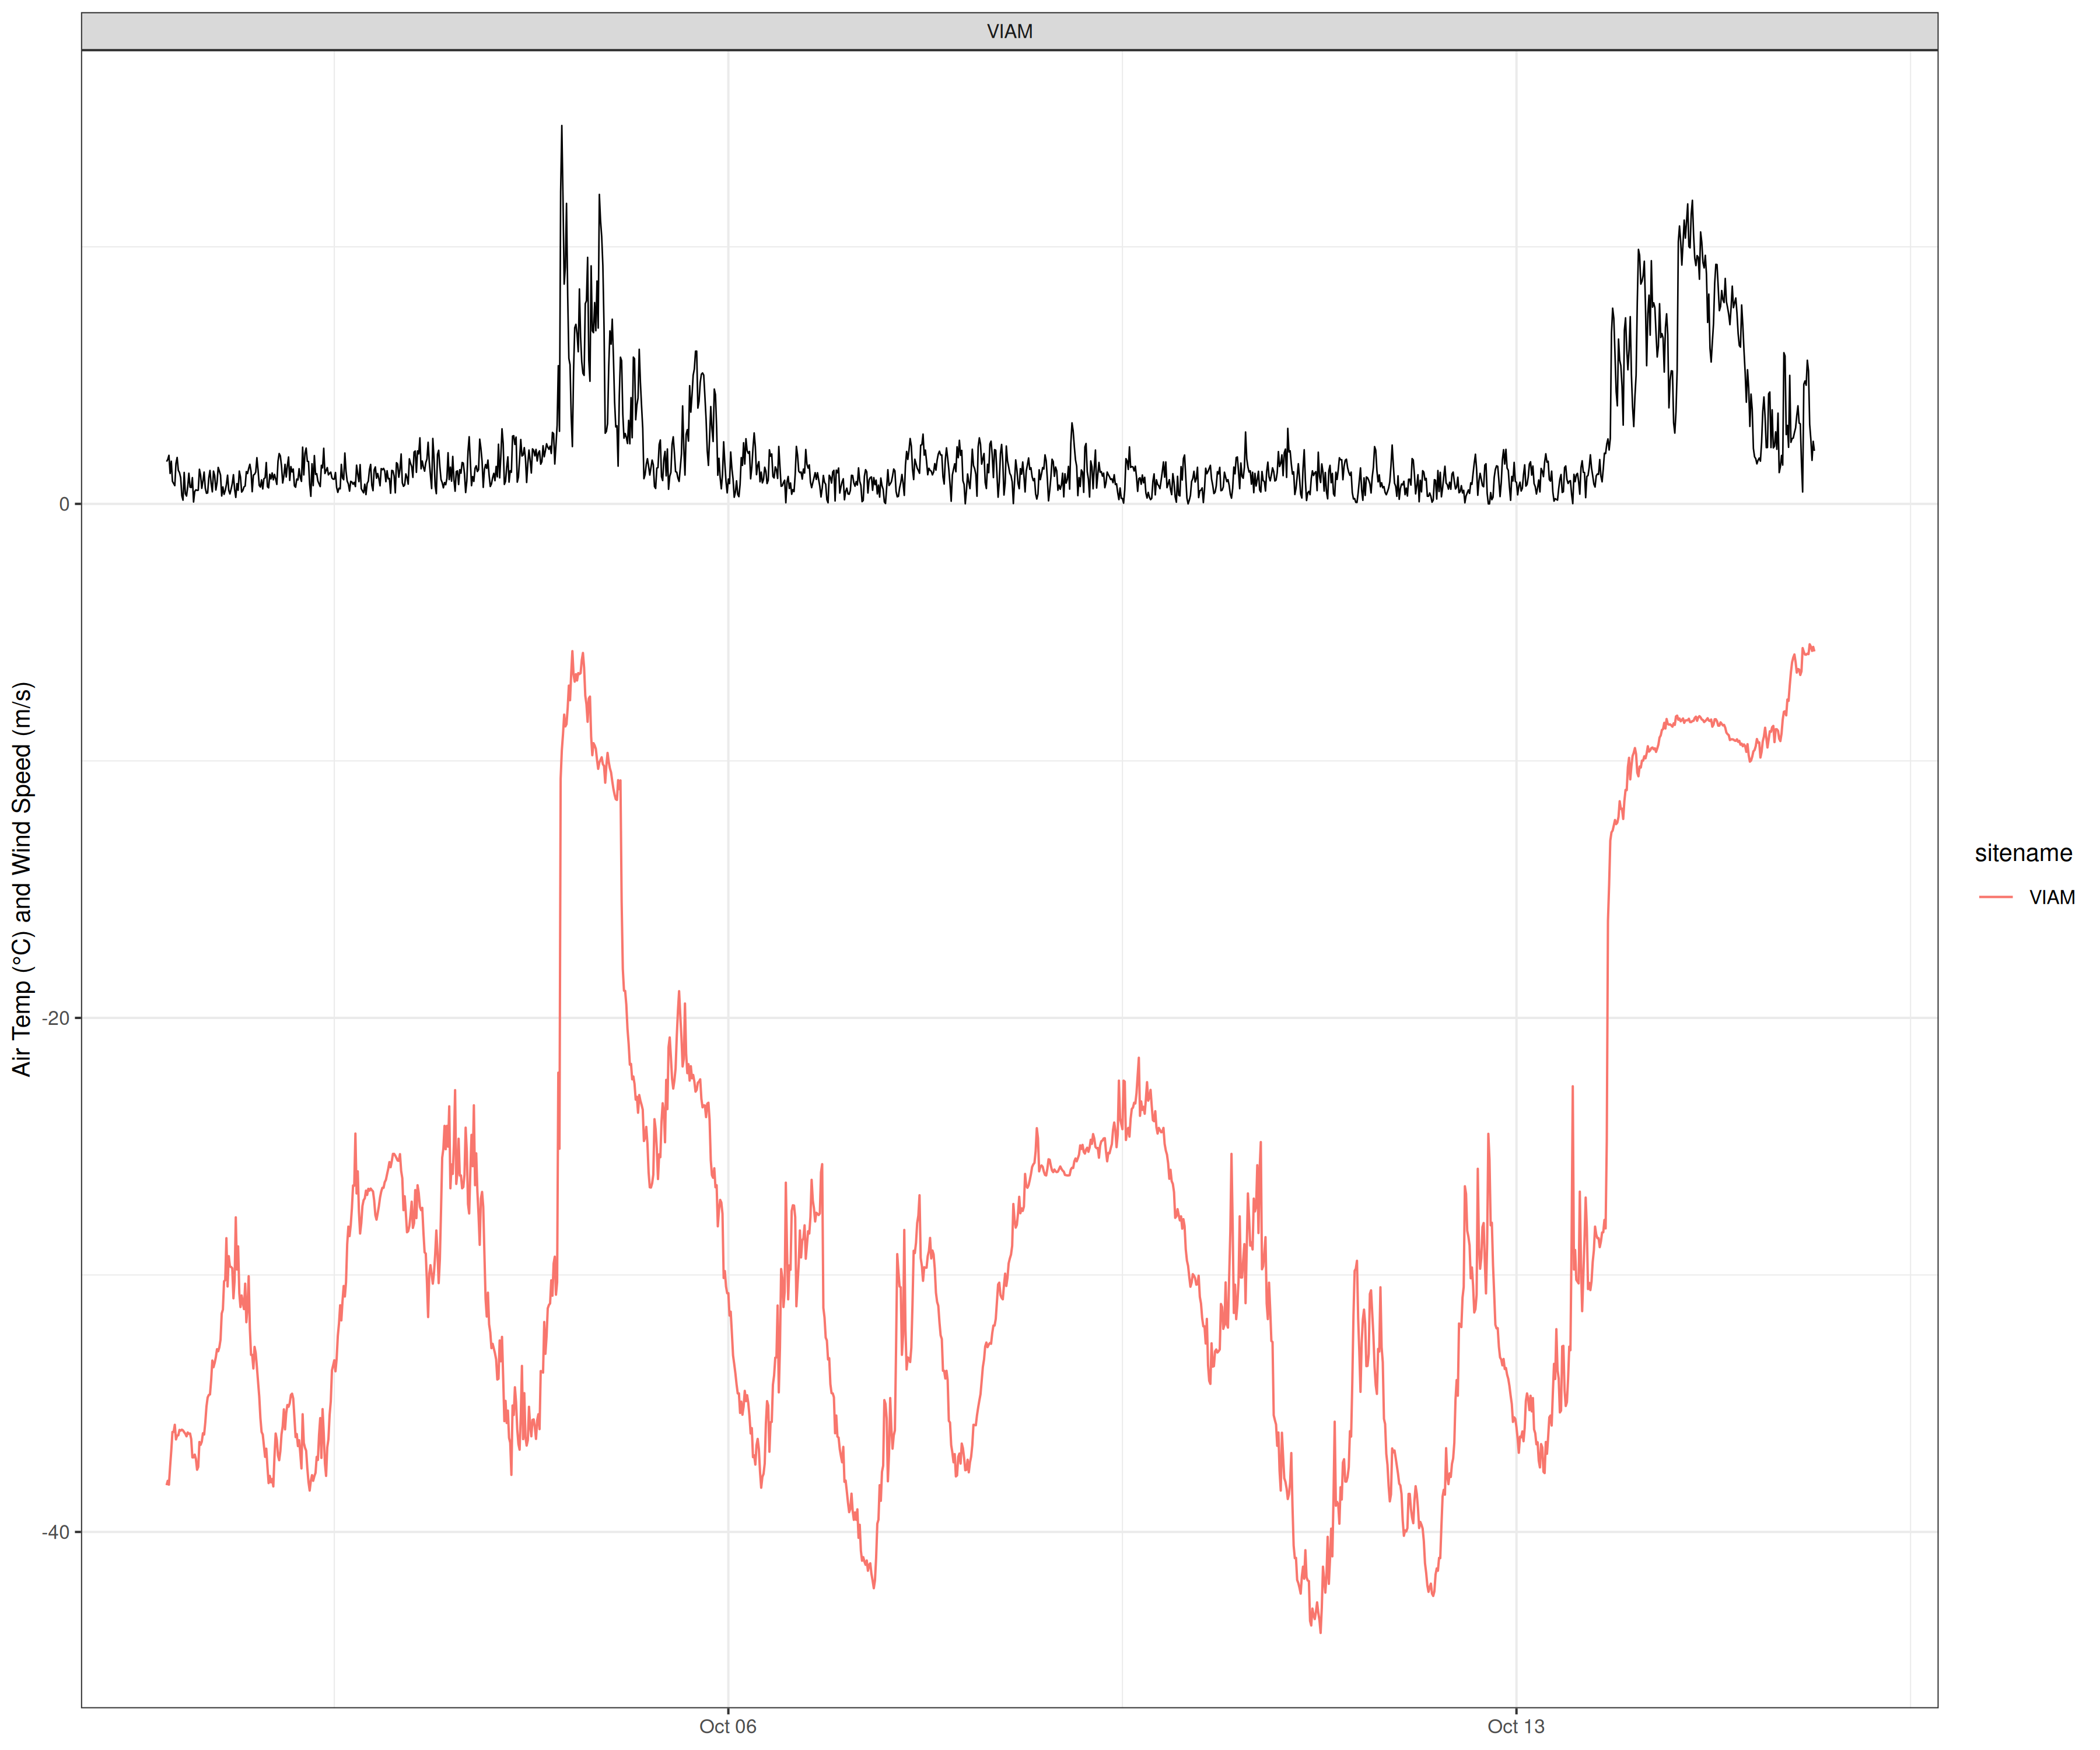 VIAM
Air Temp (°C) and Wind Speed (m/s)
0
-20
-40
Oct 06
Oct 13
sitename
VIAM